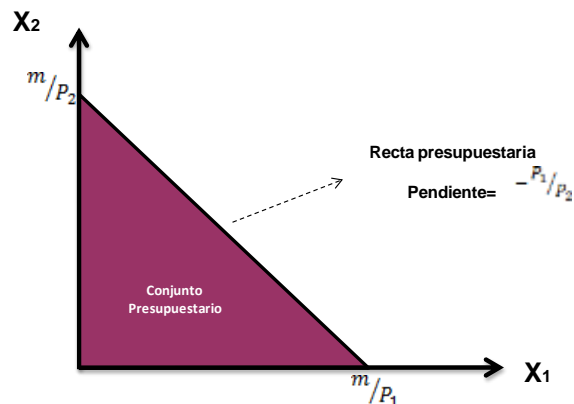 X2
m/P2
Recta presupuestaria
Pendiente= -P1/P2
Conjunto
Presupuestario
X1
m/P1